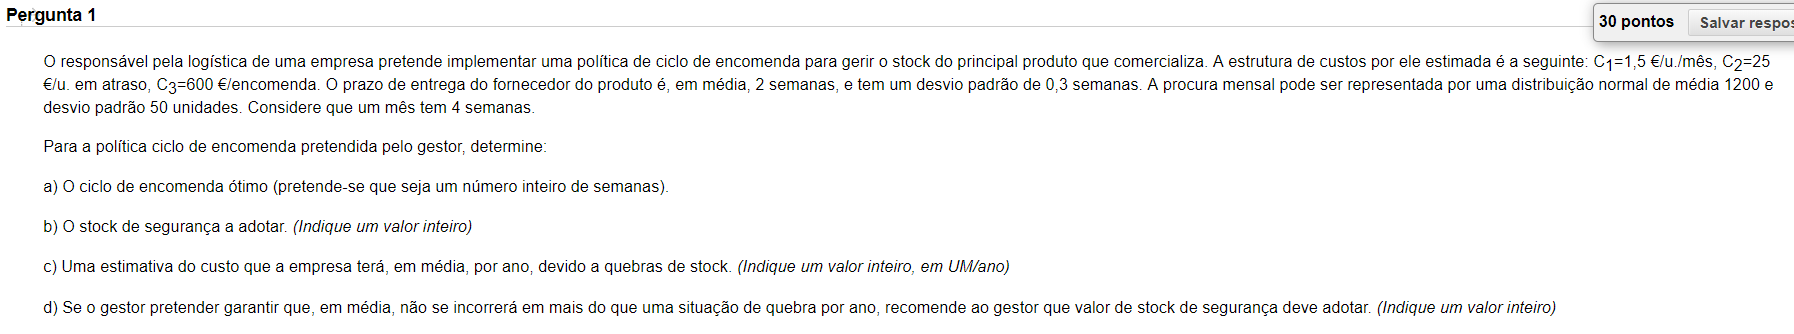 Pergunta 1
30 pontos
Salvar respos
O responsável pela logística de uma empresa pretende implementar uma política de ciclo de encomenda para gerir o stock do principal produto que comercializa. A estrutura de custos por ele estimada é a seguinte: C1=1,5 €/u./mês, C2=25
€/u. em atraso, C3=600 €/encomenda. O prazo de entrega do fornecedor do produto é, em média, 2 semanas, e tem um desvio padrão de 0,3 semanas. A procura mensal pode ser representada por uma distribuição normal de média 1200 e
desvio padrão 50 unidades. Considere que um mês tem 4 semanas.
Para a política ciclo de encomenda pretendida pelo gestor, determine:
a) O ciclo de encomenda ótimo (pretende-se que seja um número inteiro de semanas).
b) O stock de segurança a adotar. (Indique um valor inteiro)
c) Uma estimativa do custo que a empresa terá, em média, por ano, devido a quebras de stock. (Indique um valor inteiro, em UM/ano)
d) Se o gestor pretender garantir que, em média, não se incorrerá em mais do que uma situação de quebra por ano, recomende ao gestor que valor de stock de segurança deve adotar. (Indique um valor inteiro)